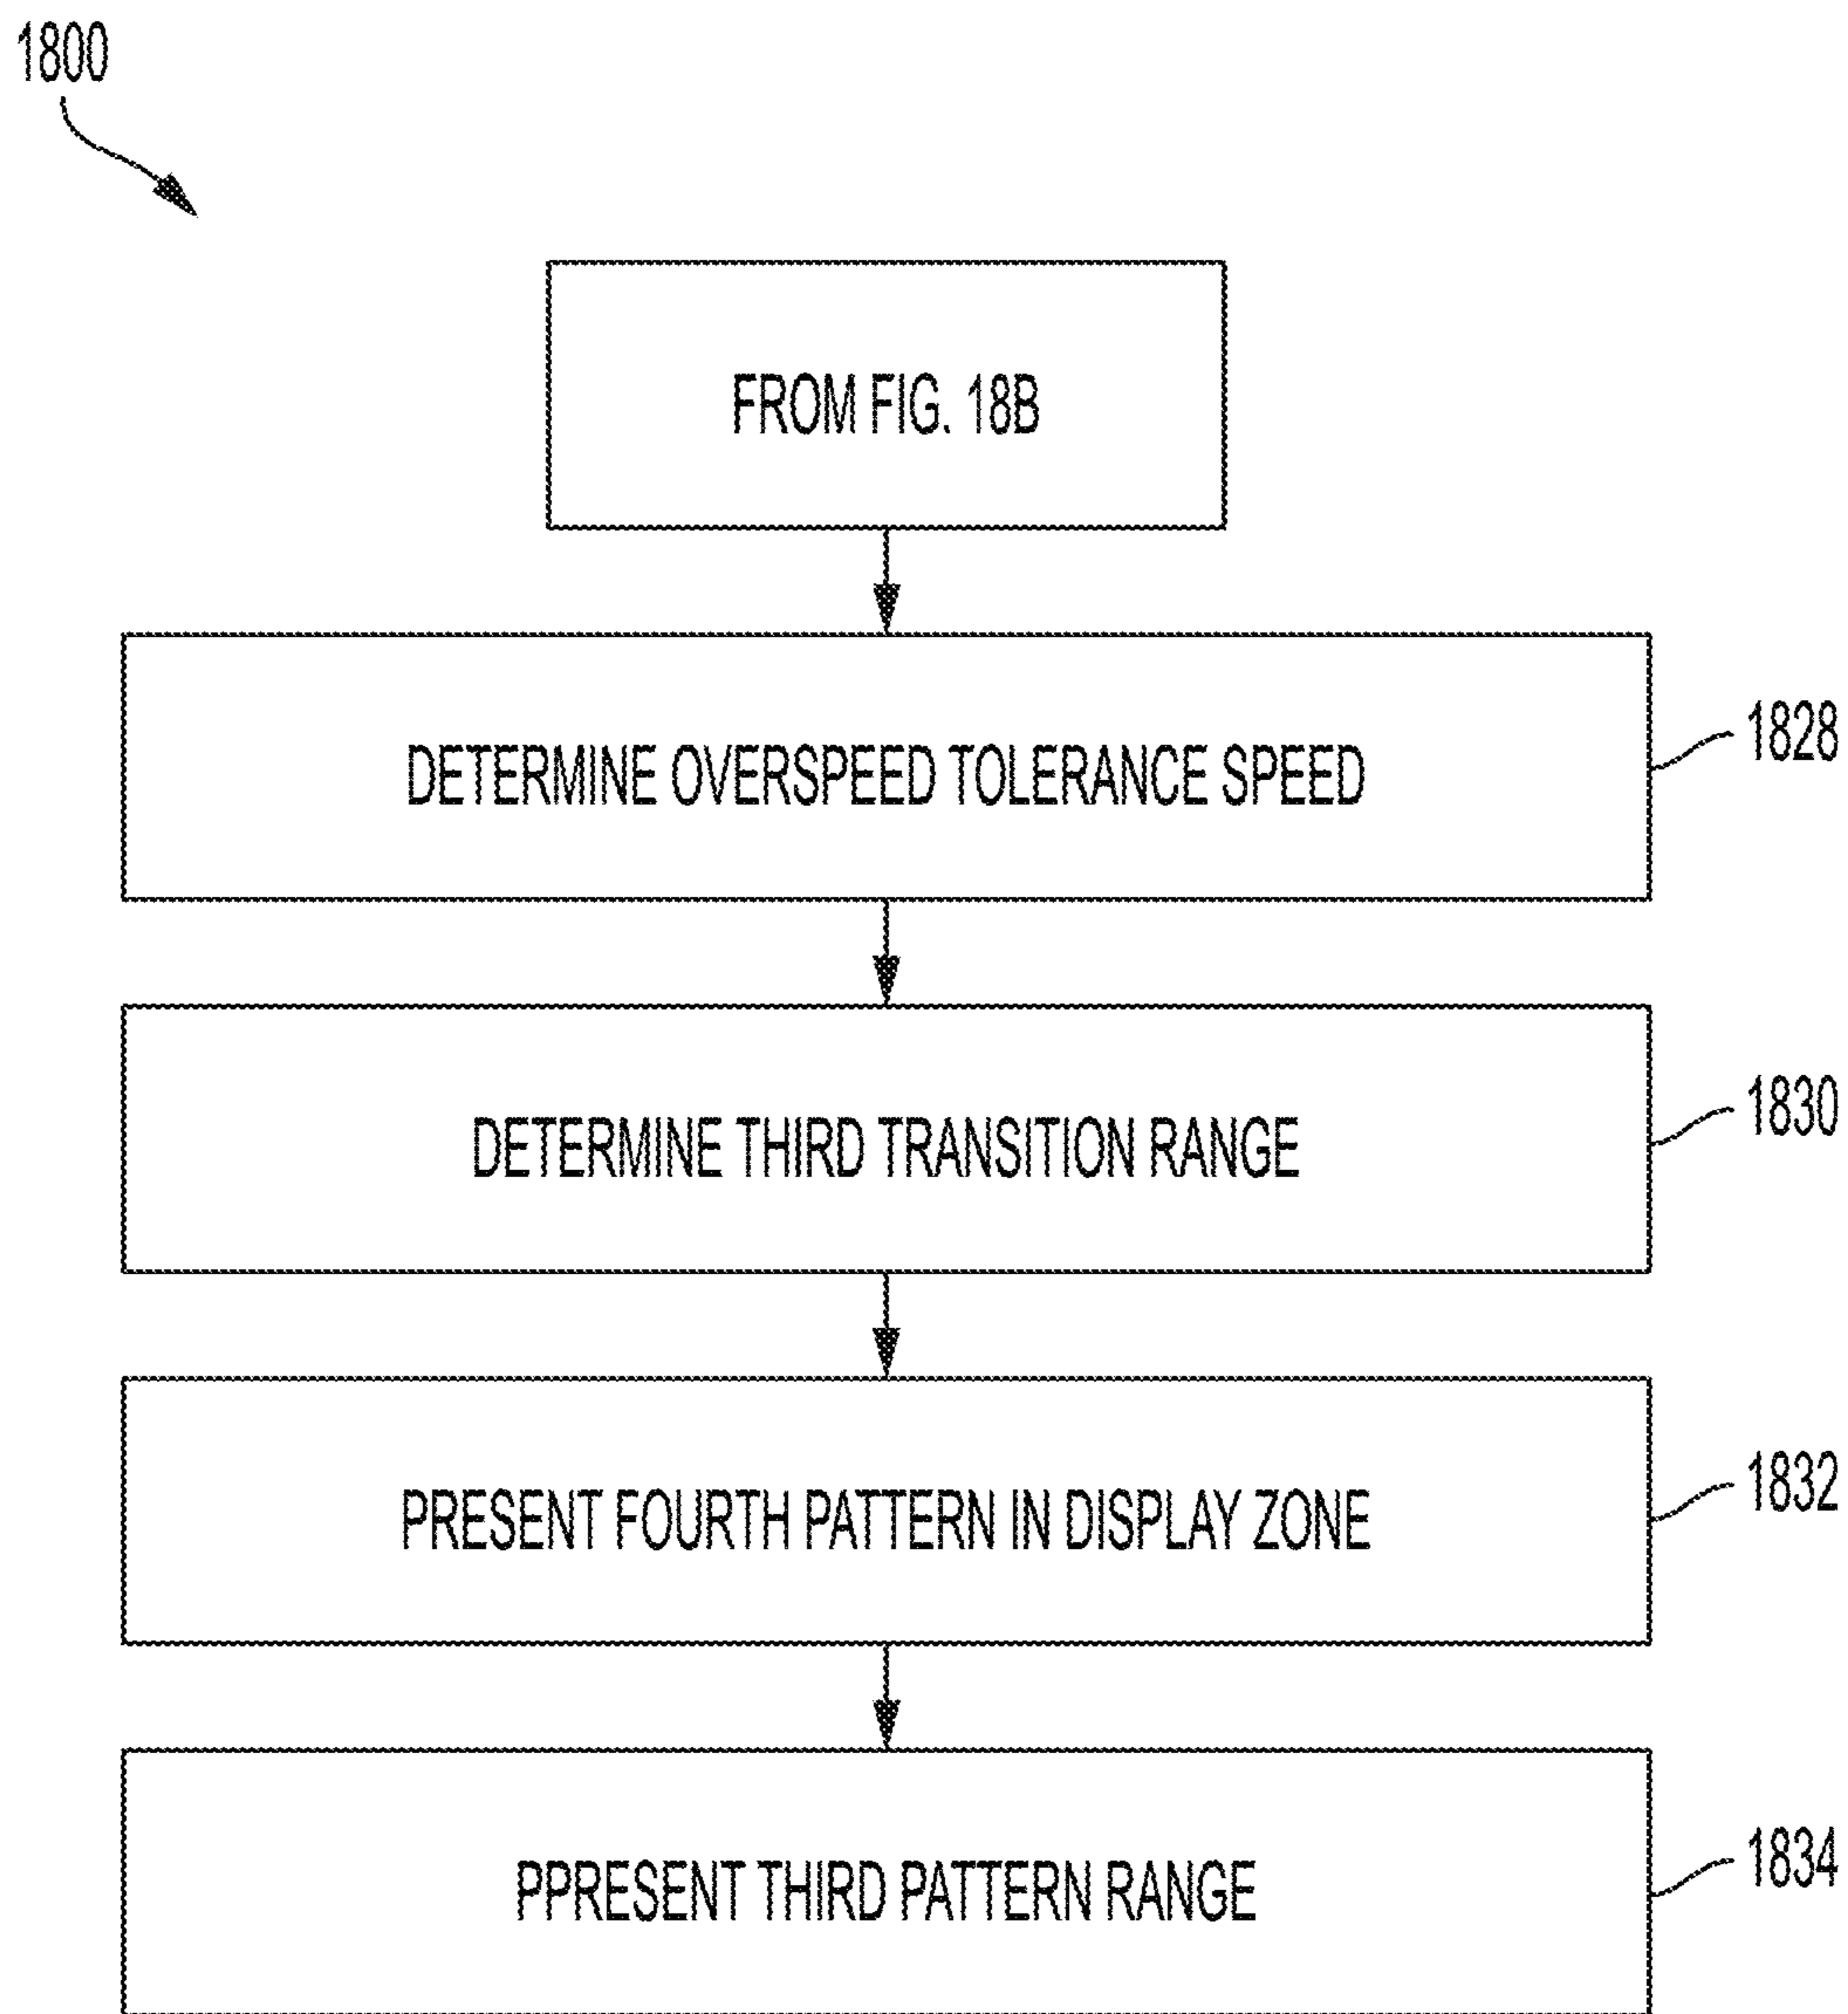 1800
FROM FIG. 18B
DETERMINE OVERSPEED TOLERANCE SPEED
1828
DETERMINE THIRD TRANSITION RANGE
1830
PRESENT FOURTH PATTERN IN DISPLAY ZONE
1832
PPRESENT THIRD PATTERN RANGE
1834